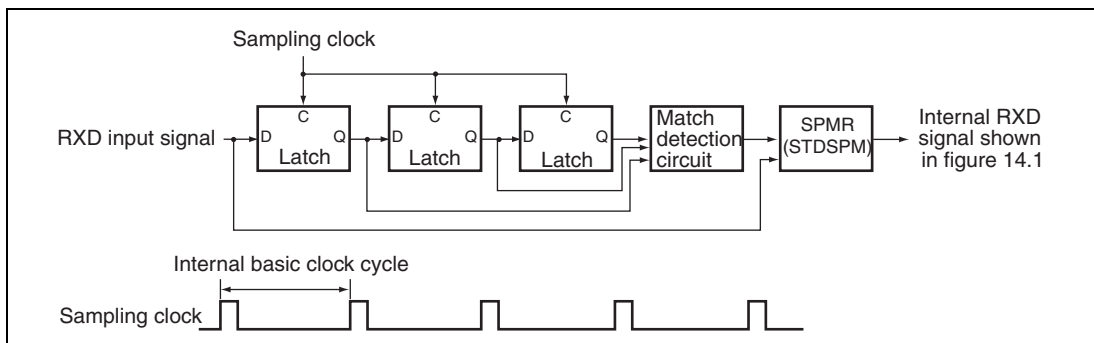 Sampling clock
C
C
C
RXD input signal
D
Q
Latch
D
Q
Latch
D
Q
Latch
Match
detection
circuit
SPMR
(STDSPM)
Internal RXD
signal shown
in figure 14.1
Internal basic clock cycle
Sampling clock